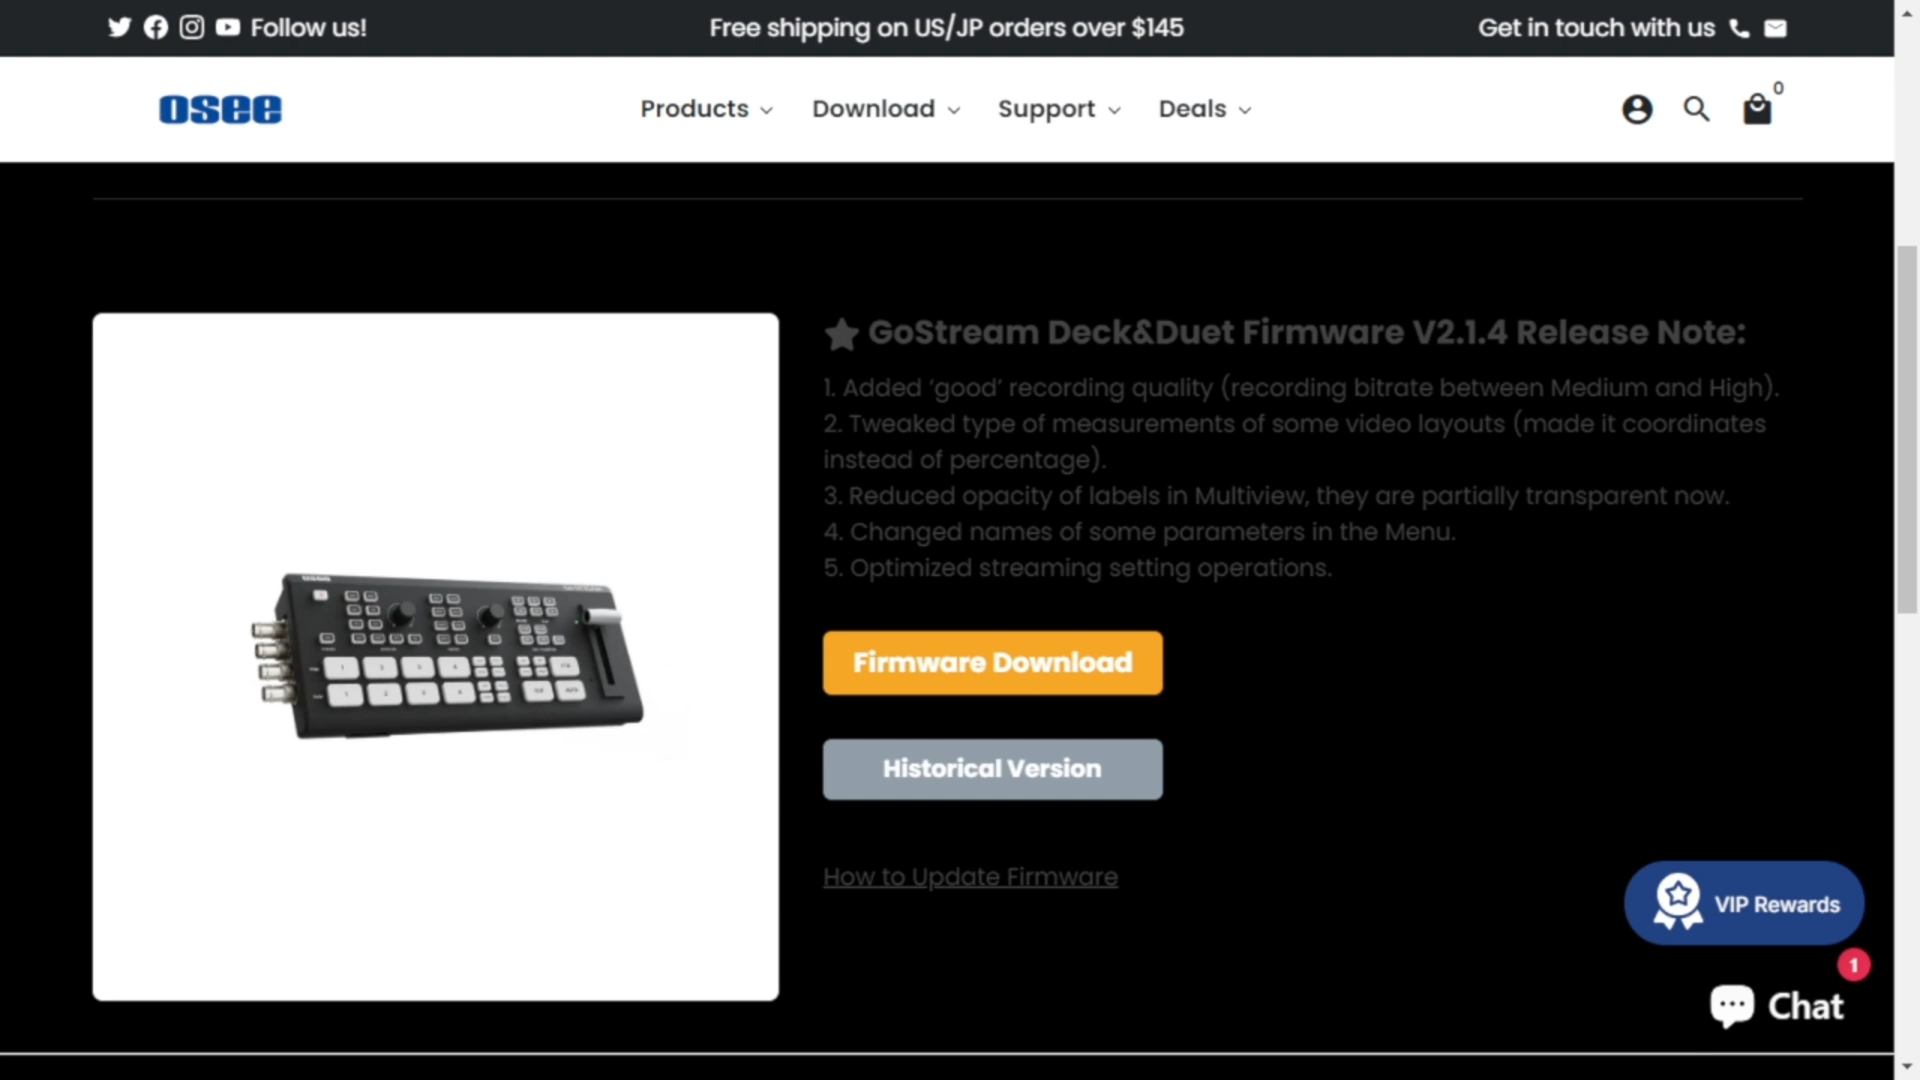 Follow us!
Free shipping on US/JP orders over $145
Get in touch with us
osee
Products
Download
Support
Deals
0
GoStream Deck&Duet Firmware V2.1.4 Release Note:
1. Added ‘good’ recording quality (recording bitrate between Medium and High).
2. Tweaked type of measurements of some video layouts (made it coordinates
instead of percentage).
3. Reduced opacity of labels in Multiview, they are partially transparent now.
4. Changed names of some parameters in the Menu.
5. Optimized streaming setting operations.
Firmware Download
Historical Version
How to Update Firmware
VIP Rewards
1
Chat